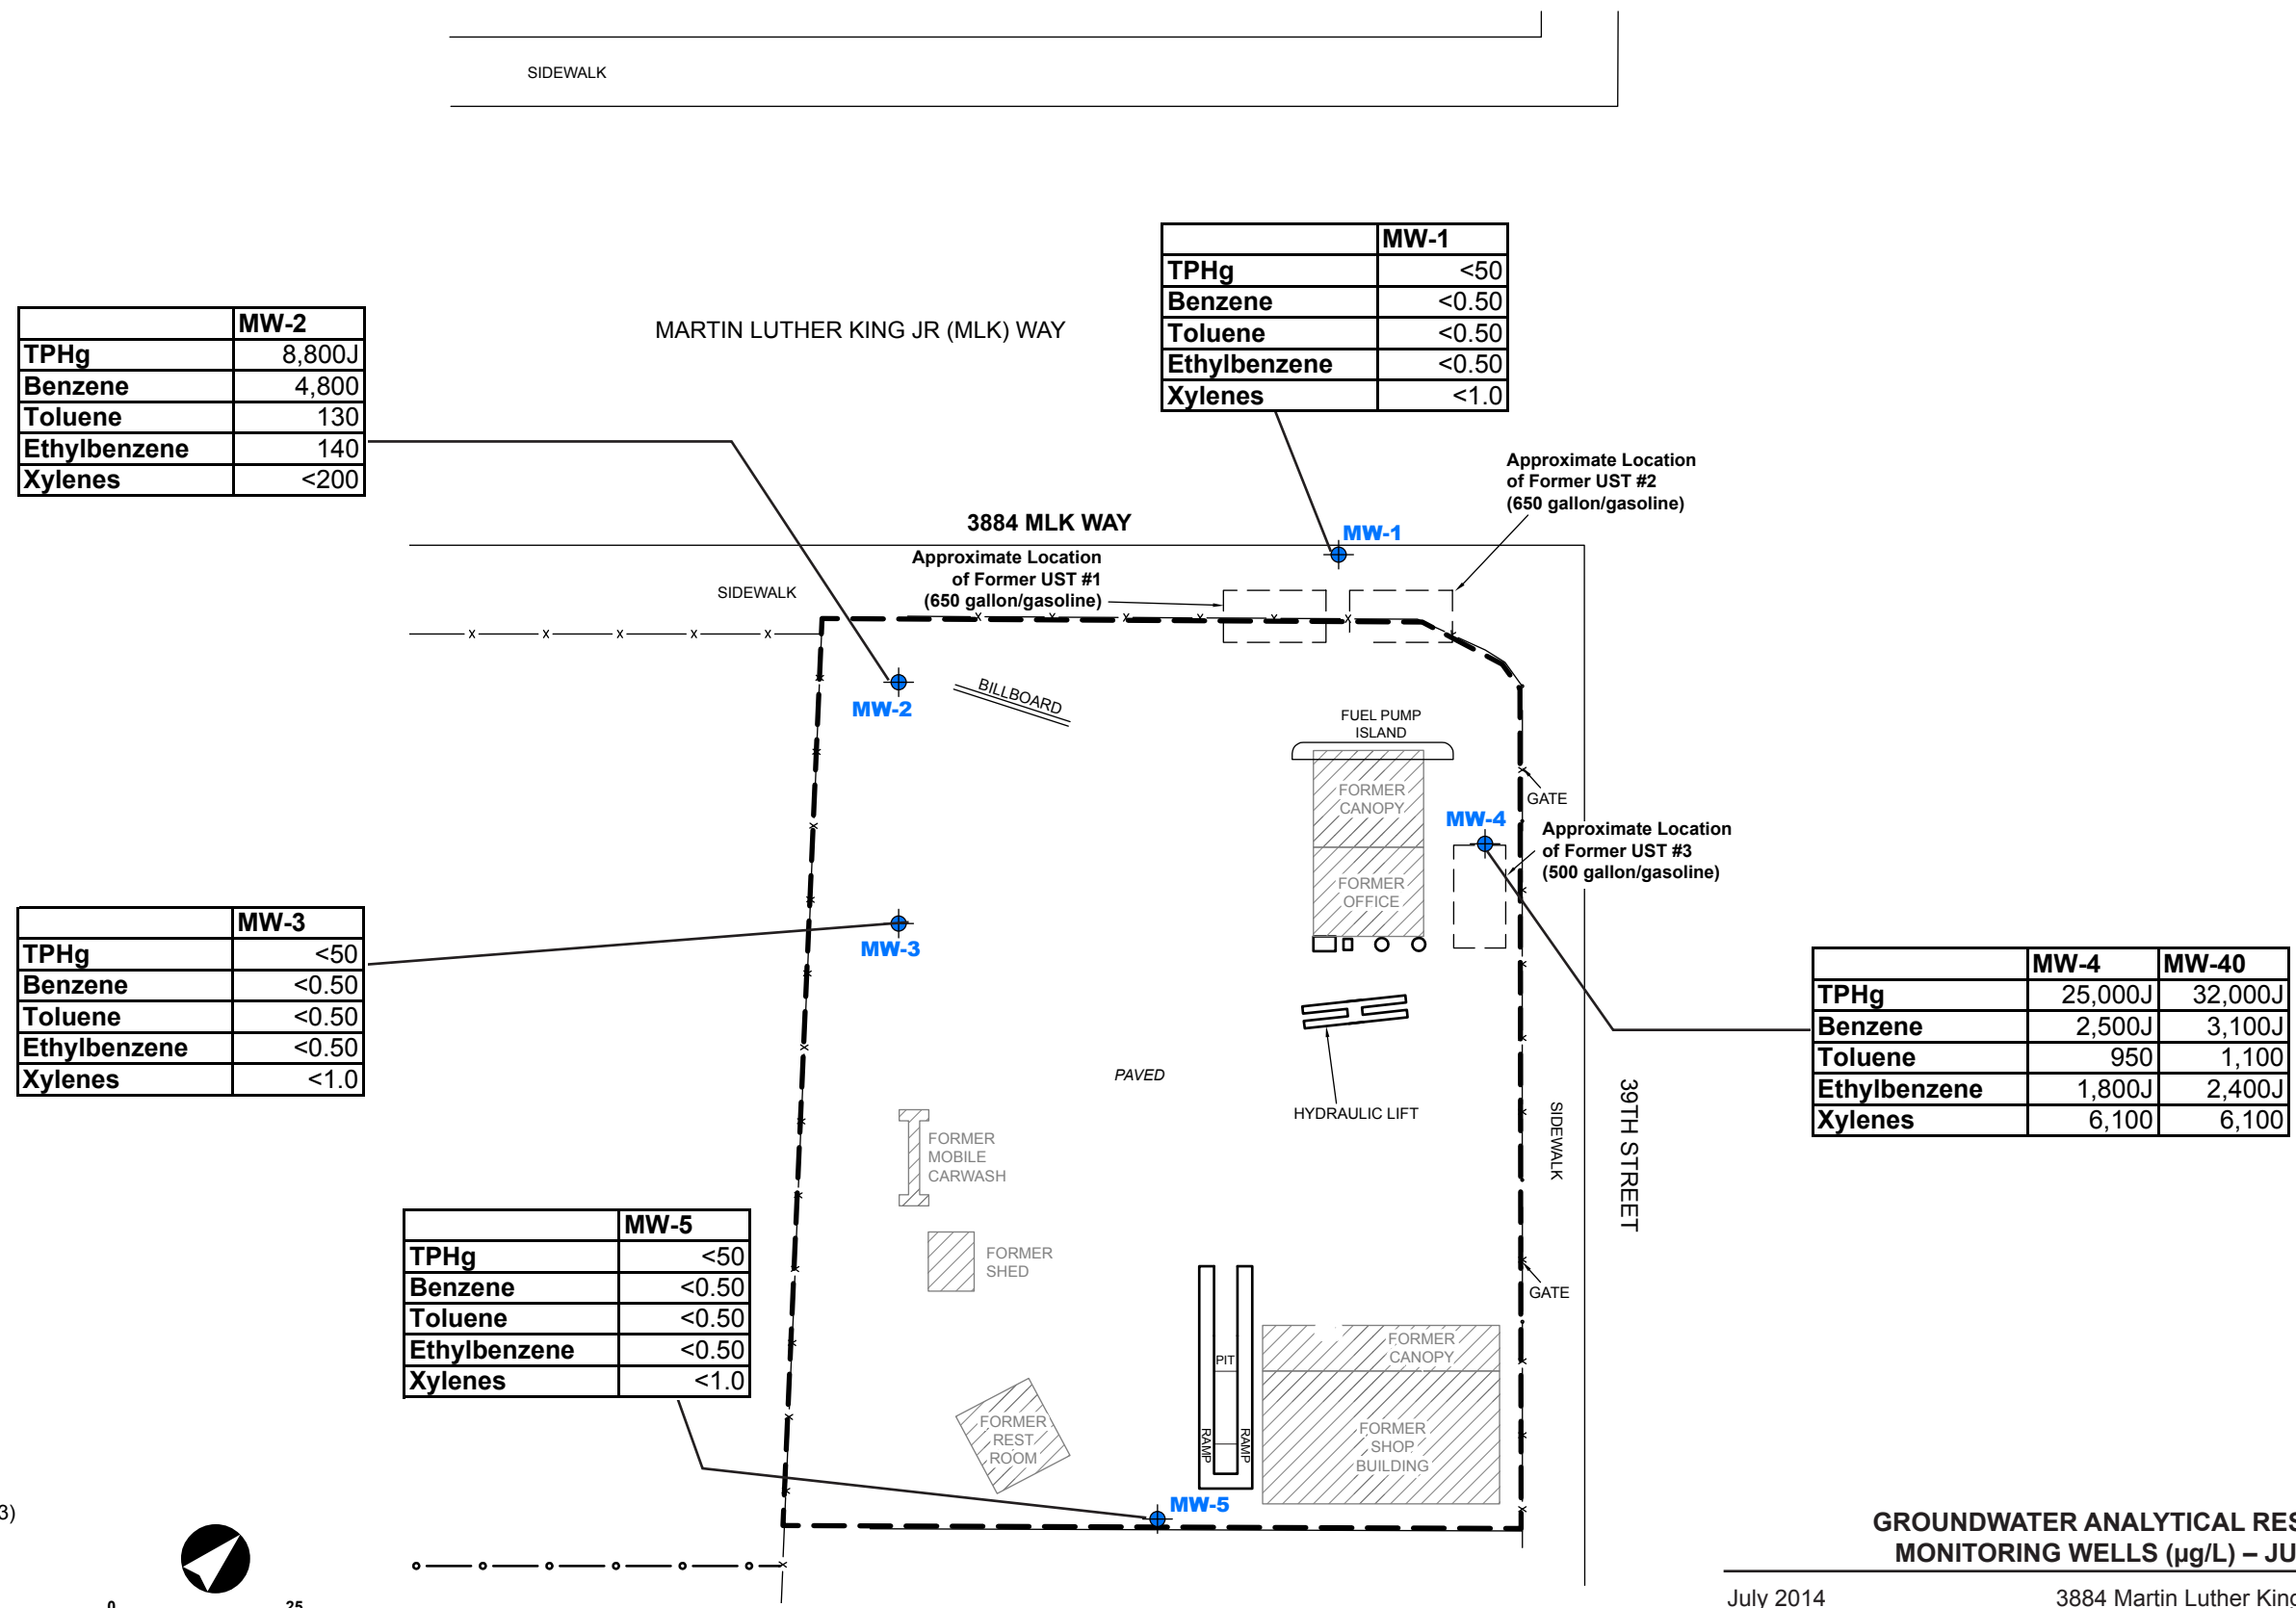 SIDEWALK
MW-1
TPHg <50
Benzene <0.50
Toluene <0.50
Ethylbenzene <0.50
Xylenes <1.0
MW-2
TPHg 8,800J
Benzene 4,800
Toluene 130
Ethylbenzene 140
Xylenes <200
MARTIN LUTHER KING JR (MLK) WAY
Approximate Location
of Former UST #2
(650 gallon/gasoline)
3884 MLK WAY
MW-1
Approximate Location
of Former UST #1
(650 gallon/gasoline)
SIDEWALK
MW-2
BILLBOARD
FUEL PUMP
ISLAND
FORMER
CANOPY
GATE
MW-4
Approximate Location
of Former UST #3
(500 gallon/gasoline)
FORMER
OFFICE
MW-3
TPHg <50
Benzene <0.50
Toluene <0.50
Ethylbenzene <0.50
Xylenes <1.0
MW-3
MW-4 MW-40
TPHg 25,000J 32,000J
Benzene 2,500J 3,100J
Toluene 950 1,100
Ethylbenzene 1,800J 2,400J
Xylenes 6,100 6,100
PAVED
HYDRAULIC LIFT
SIDEWALK
39TH STREET
FORMER
MOBILE
CARWASH
MW-5
TPHg <50
Benzene <0.50
Toluene <0.50
Ethylbenzene <0.50
Xylenes <1.0
FORMER
SHED
GATE
PIT
RAMP
RAMP
FORMER
CANOPY
FORMER
REST
ROOM
FORMER
SHOP
BUILDING
MW-5
3)
GROUNDWATER ANALYTICAL RES
MONITORING WELLS (µg/L) – JU
July 2014 3884 Martin Luther King
0 25
x x x x x
x x x x x x